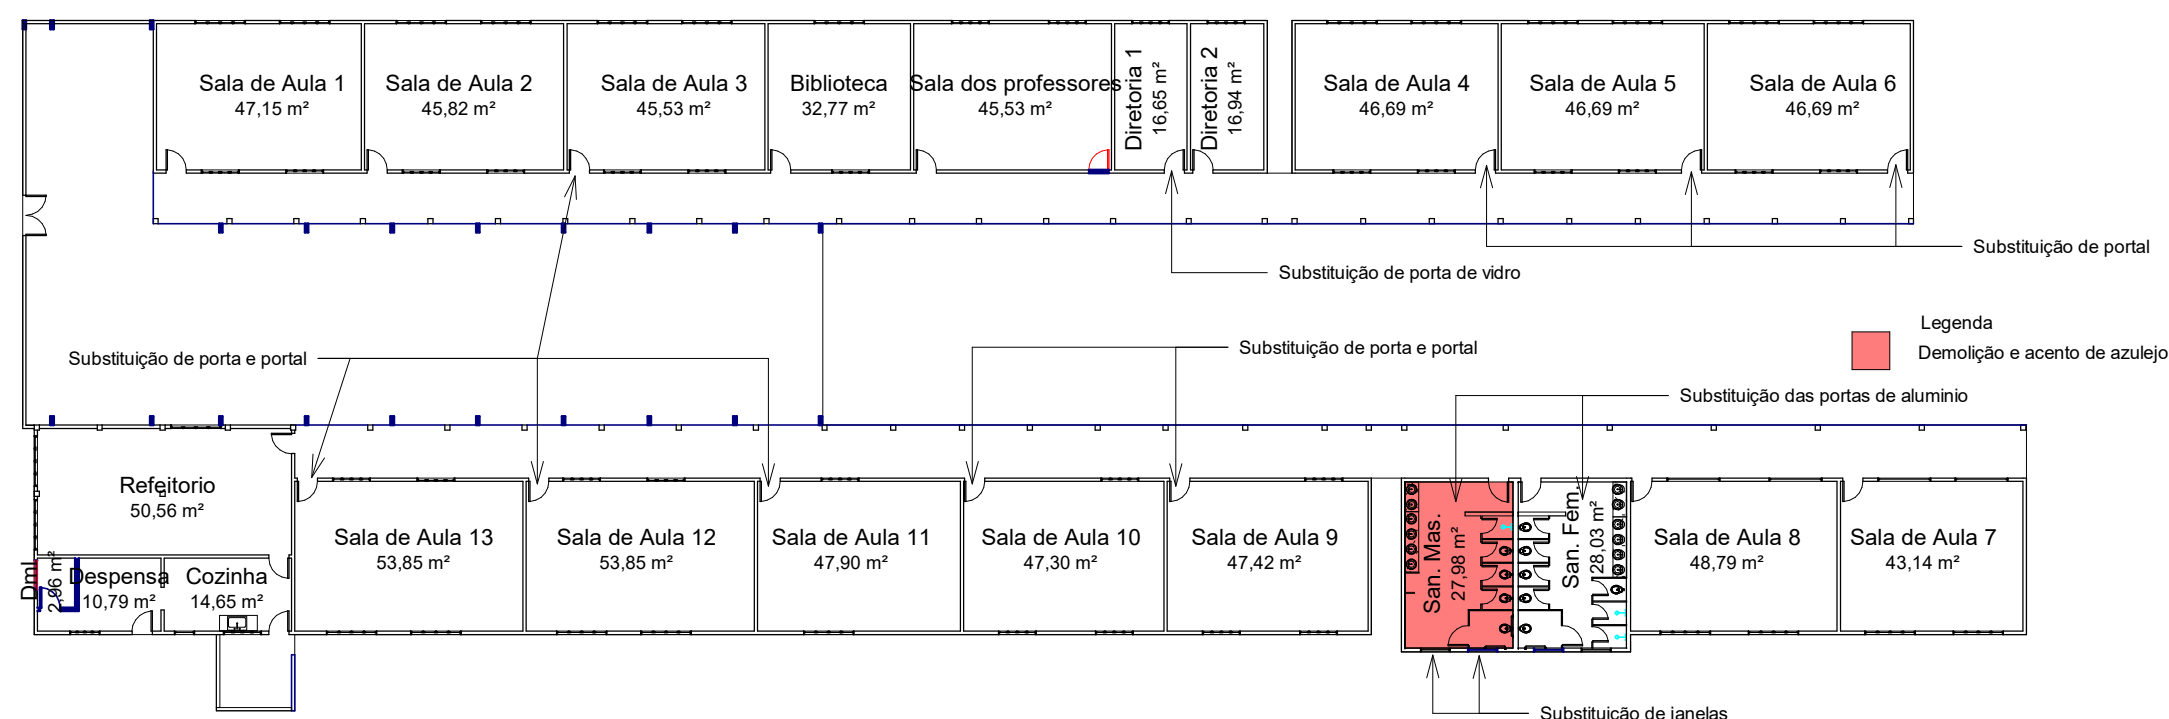 Sala de Aula 1
47,15 m²
Sala de Aula 2
45,82 m²
Sala de Aula 3
45,53 m²
Biblioteca
32,77 m²
Sala dos professores
45,53 m²
Diretoria 1
16,65 m²
Diretoria 2
16,94 m²
Sala de Aula 4
46,69 m²
Sala de Aula 5
46,69 m²
Sala de Aula 6
46,69 m²
Substituição de portal
Substituição de porta de vidro
Legenda
Demolição e acento de azulejo
Substituição de porta e portal
Substituição de porta e portal
Substituição das portas de aluminio
Refeitorio
50,56 m²
Sala de Aula 13
53,85 m²
Sala de Aula 12
53,85 m²
Sala de Aula 11
47,90 m²
Sala de Aula 10
47,30 m²
Sala de Aula 9
47,42 m²
San. Mas.
27,98 m²
San. Fem.
28,03 m²
Sala de Aula 8
48,79 m²
Sala de Aula 7
43,14 m²
Dml
2,96 m²
Despensa
10,79 m²
Cozinha
14,65 m²
Substituição de janelas